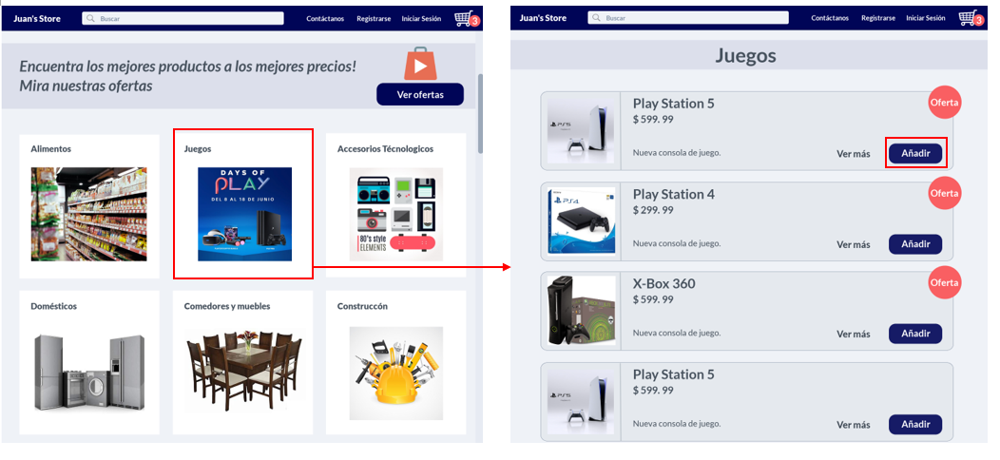 Juan's Store
Buscar
Contáctanos
Registrarse
Iniciar Sesión
3
Encuentra los mejores productos a los mejores precios!
Mira nuestras ofertas
Ver ofertas
Alimentos
Juegos
Accesorios Técnologicos
DAYS OF
PLAY
DEL 8 AL 18 DE JUNIO
80's style
ELEMENTS
Domésticos
Comedores y muebles
Construccón
Juan's Store
Buscar
Contáctanos
Registrarse
Iniciar Sesión
3
Juegos
Oferta
PS5
Play Station 5
$ 599. 99
Nueva consola de juego.
Ver más
Añadir
Oferta
PS4
Play Station 4
$ 299. 99
Nueva consola de juego.
Ver más
Añadir
Oferta
X-Box 360
$ 599. 99
Nueva consola de juego.
Ver más
Añadir
PS5
Play Station 5
$ 599. 99
Nueva consola de juego.
Ver más
Añadir